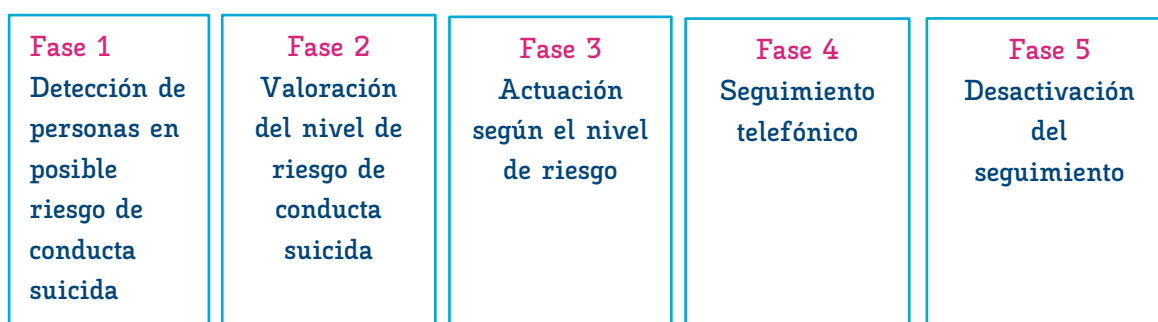 Fase 1
Detección de
personas en
posible
riesgo de
conducta
suicida
Fase 2
Valoración
del nivel de
riesgo de
conducta
suicida
Fase 3
Actuación
según el nivel
de riesgo
Fase 4
Seguimiento
telefónico
Fase 5
Desactivación
del
seguimiento